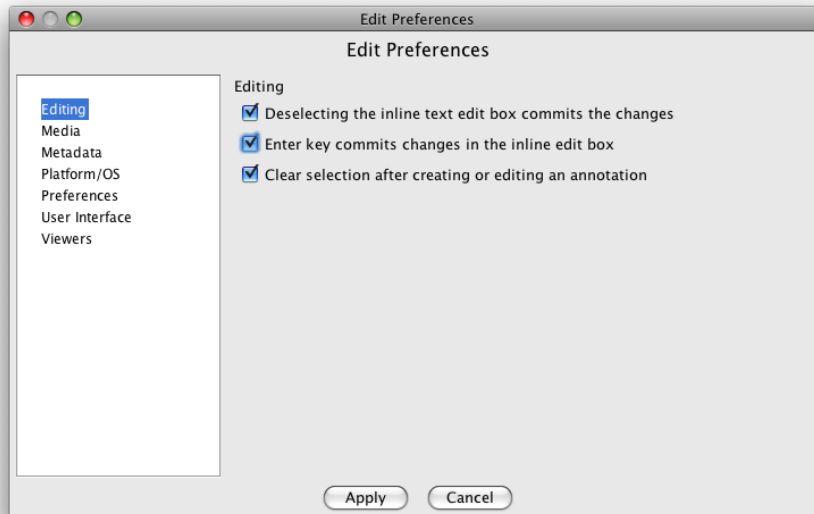 Edit Preferences
Edit Preferences
Editing
Media
Metadata
Platform/OS
Preferences
User Interface
Viewers
Editing
Deselecting the inline text edit box commits the changes
Enter key commits changes in the inline edit box
Clear selection after creating or editing an annotation
Apply
Cancel